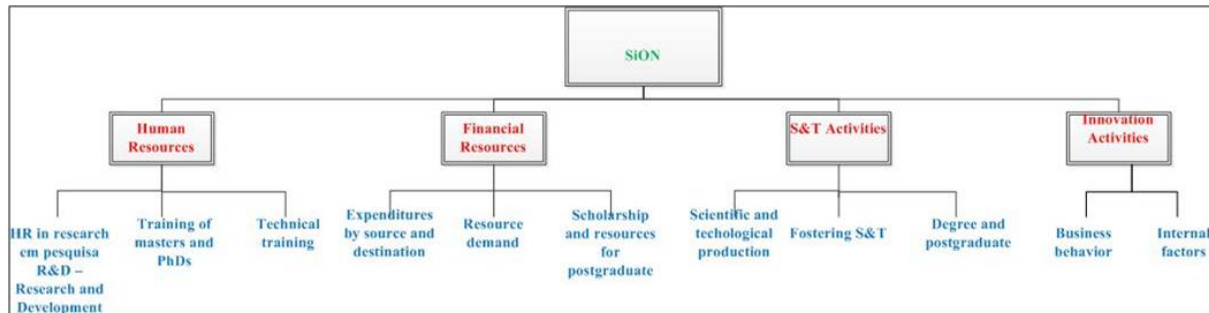 SiON
Human
Resources
Financial
Resources
S&T Activities
Innovation
Activities
HR in research
cm pesquisa
R&D –
Research and
Development
Training of
masters and
PhDs
Technical
training
Expenditures
by source and
destination
Resource
demand
Scholarship
and resources
for
postgraduate
Scientific and
techological
production
Fostering S&T
Degree and
postgraduate
Business
behavior
Internal
factors